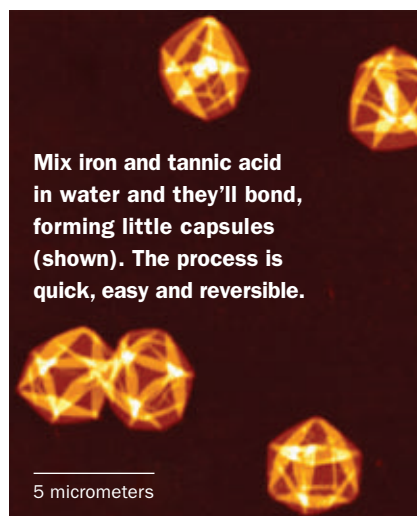 Mix iron and tannic acid
in water and they’ll bond,
forming little capsules
(shown). The process is
quick, easy and reversible.
5 micrometers